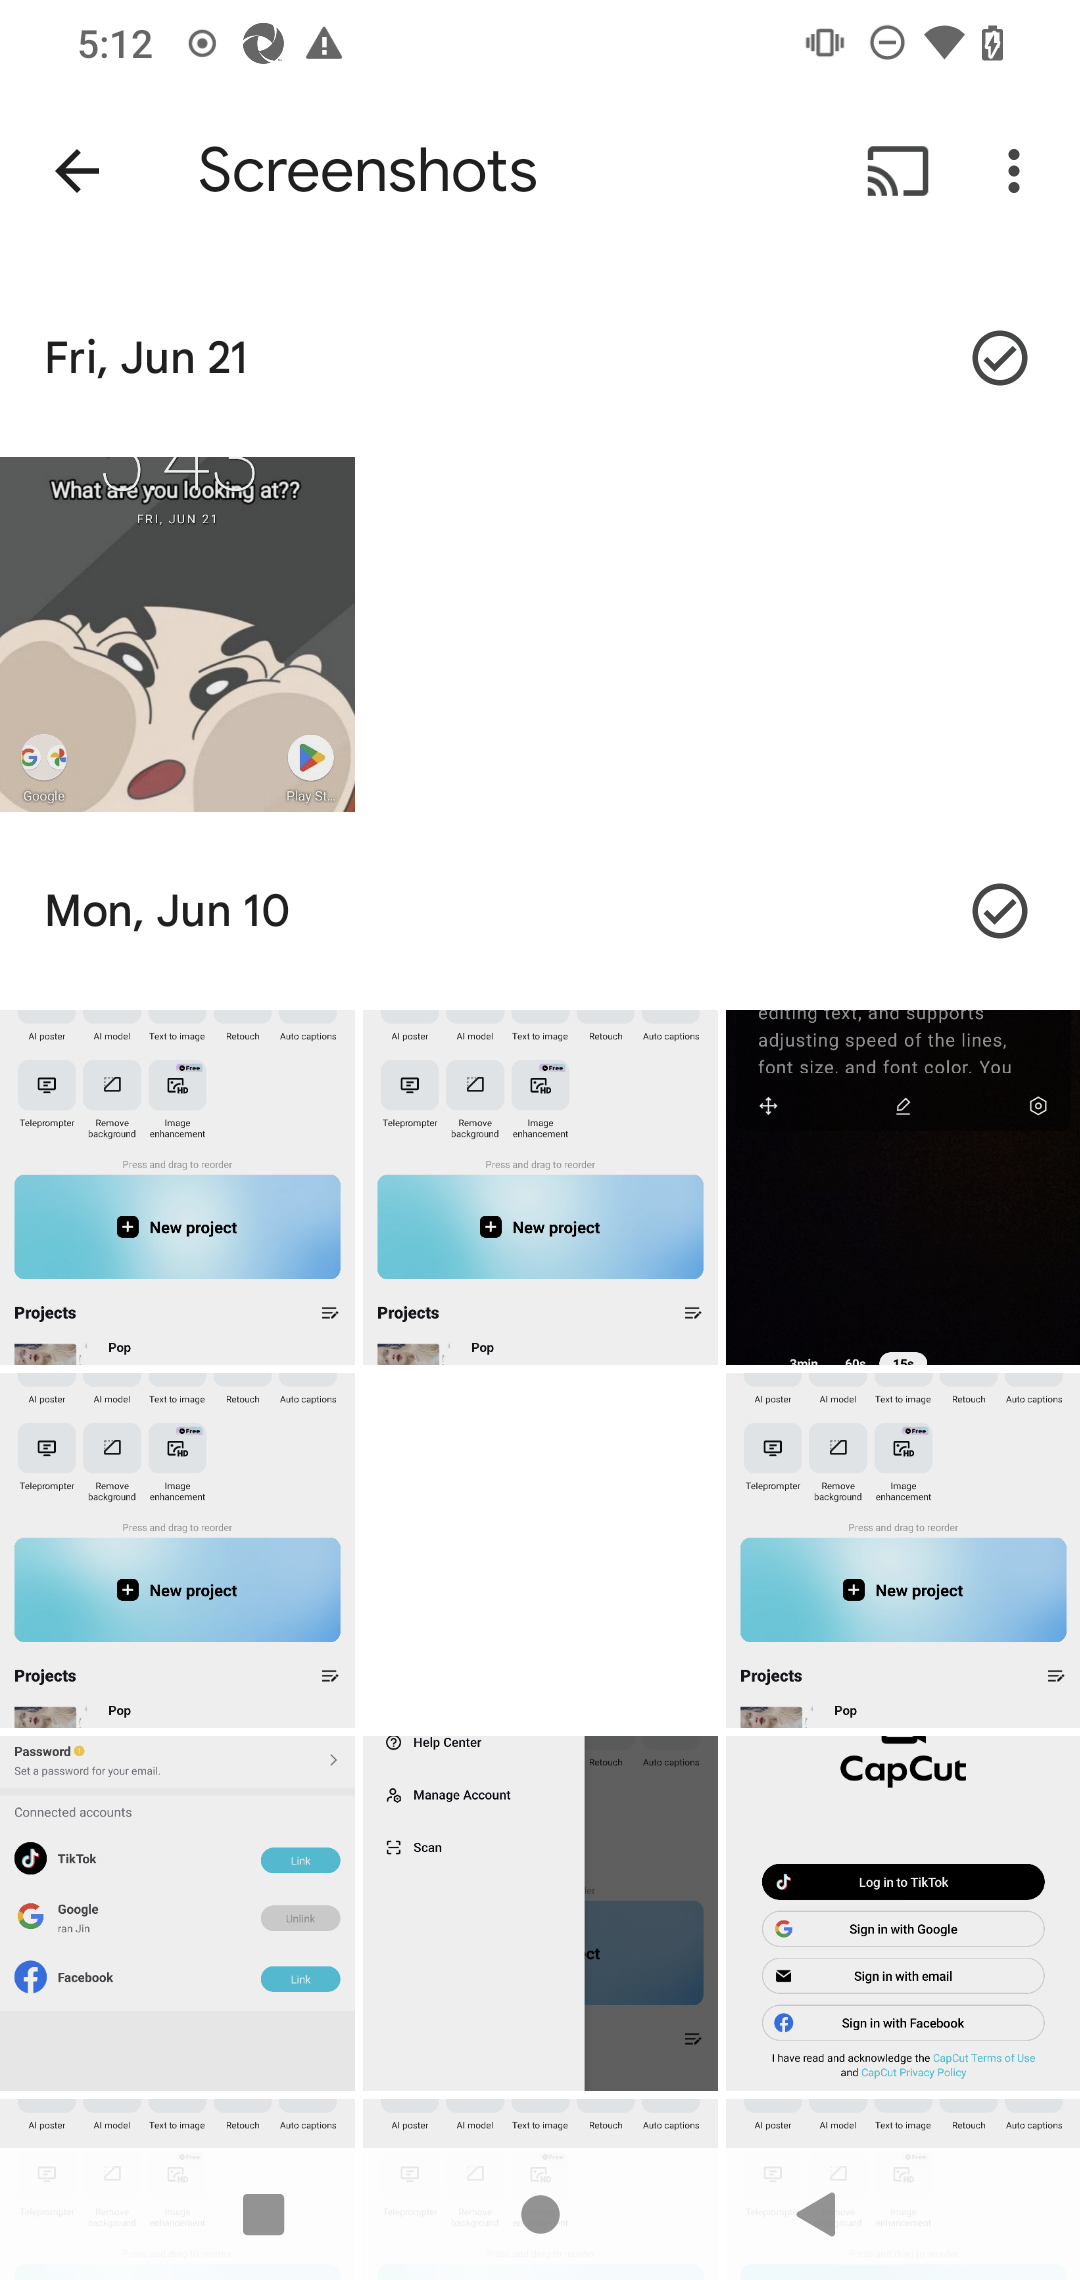 5:12
Screenshots
Fri, Jun 21
What are you looking at??
FRI, JUN 21
Google
Play St...
Mon, Jun 10
AI poster AI model Text to image Retouch Auto captions
Free
HD
Teleprompter Remove background Image enhancement
Press and drag to reorder
New project
Projects
Pop
AI poster AI model Text to image Retouch Auto captions
Free
HD
Teleprompter Remove background Image enhancement
Press and drag to reorder
New project
Projects
Pop
editing text, and supports
adjusting speed of the lines,
font size, and font color. You
3min 60s 15s
AI poster AI model Text to image Retouch Auto captions
Free
HD
Teleprompter Remove background Image enhancement
Press and drag to reorder
New project
Projects
Pop
AI poster AI model Text to image Retouch Auto captions
Free
HD
Teleprompter Remove background Image enhancement
Press and drag to reorder
New project
Projects
Pop
Password
Set a password for your email.
Connected accounts
TikTok Link
Google
ran Jin
Unlink
Facebook Link
Help Center
Manage Account
Scan
Retouch Auto captions
CapCut
Log in to TikTok
Sign in with Google
Sign in with email
Sign in with Facebook
I have read and acknowledge the CapCut Terms of Use
and CapCut Privacy Policy
AI poster AI model Text to image Retouch Auto captions
AI poster AI model Text to image Retouch Auto captions
AI poster AI model Text to image Retouch Auto captions